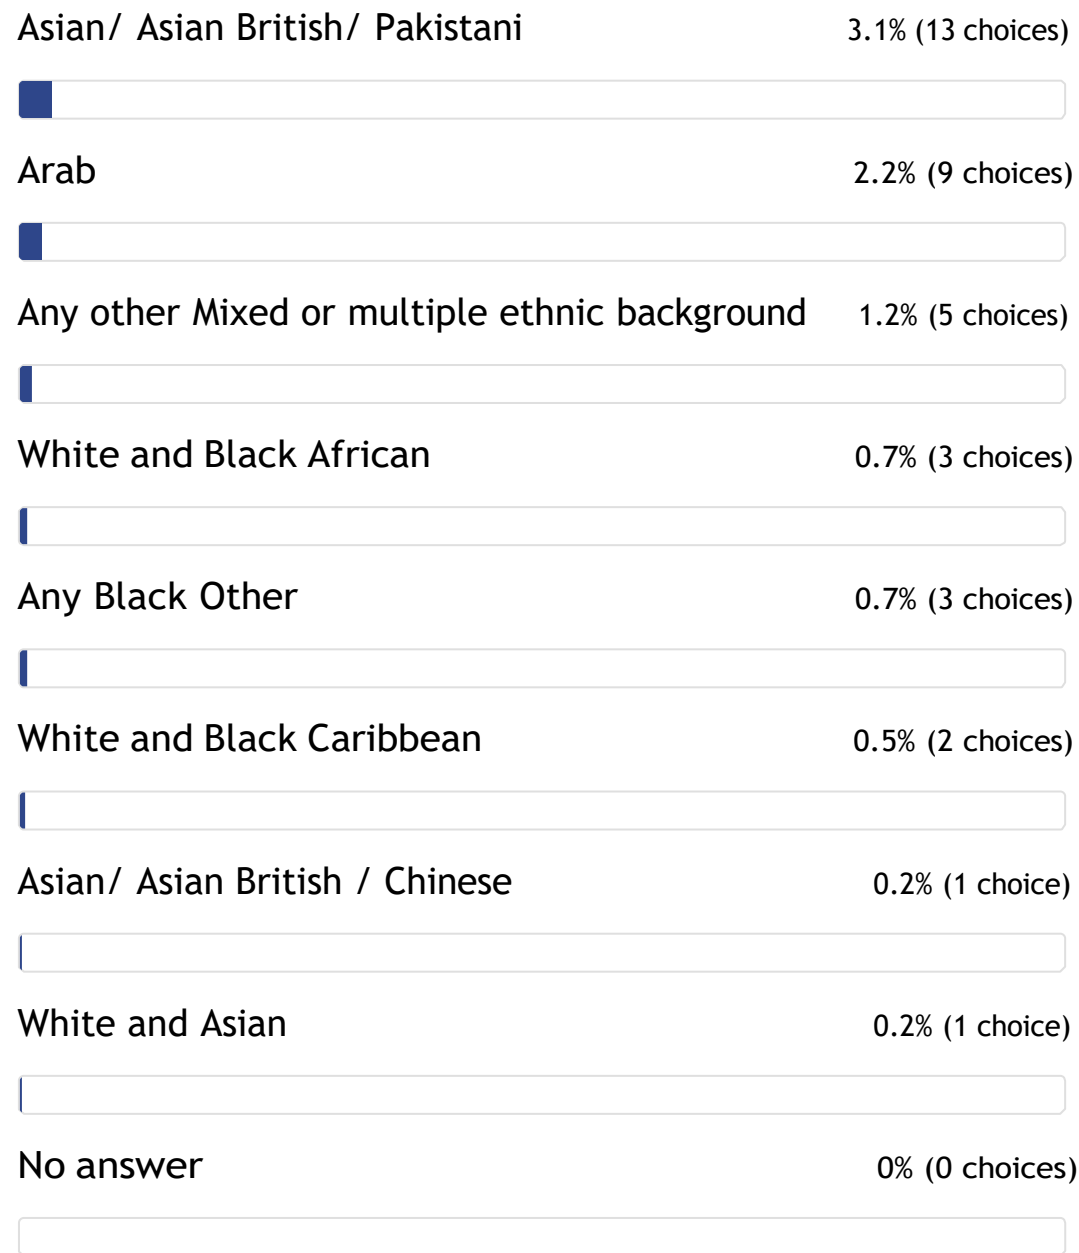 Asian/ Asian British/ Pakistani 3.1% (13 choices)
Arab 2.2% (9 choices)
Any other Mixed or multiple ethnic background 1.2% (5 choices)
White and Black African 0.7% (3 choices)
Any Black Other 0.7% (3 choices)
White and Black Caribbean 0.5% (2 choices)
Asian/ Asian British / Chinese 0.2% (1 choice)
White and Asian 0.2% (1 choice)
No answer 0% (0 choices)